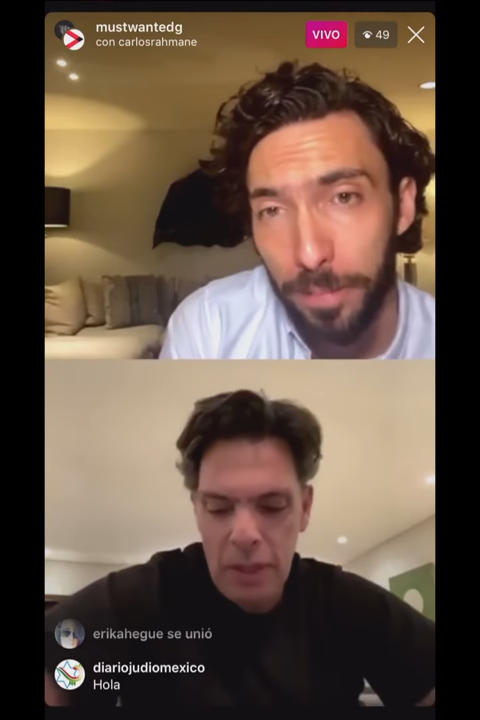 mustwantedg
con carlosrahmane
VIVO
49
erikahegue se unió
diariojudiomexico
Hola